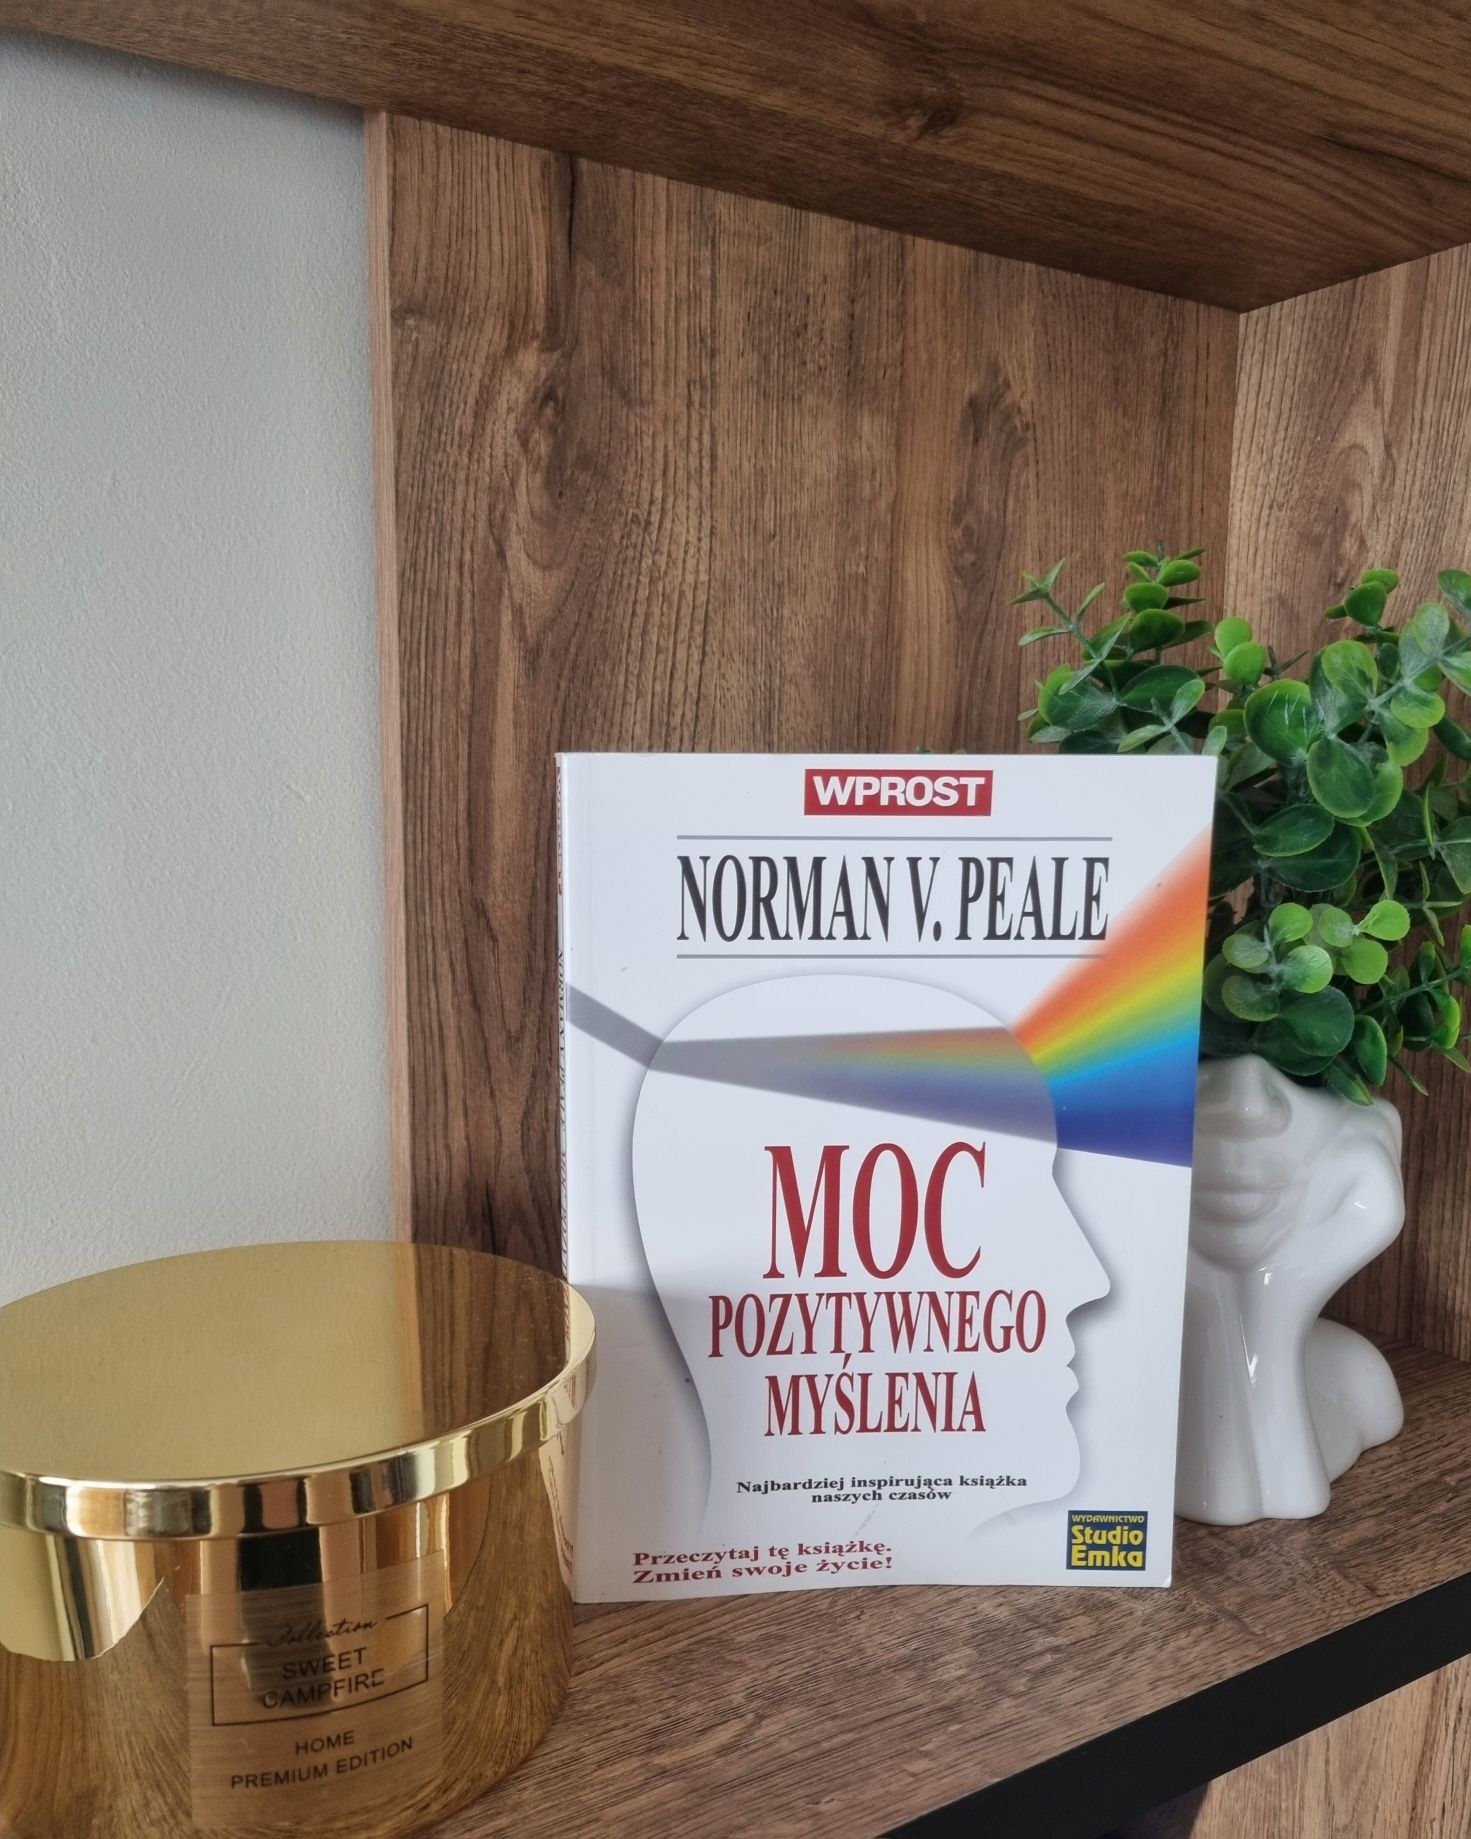 WPROST
NORMAN V. PEALE
MOC
POZYTYWNEGO
MYŚLENIA
Najbardziej inspirująca książka
naszych czasów
Przeczytaj tę książkę.
Zmień swoje życie!
WYDAWNICTWO
Studio
Emka
Collection
SWEET
CAMPFIRE
HOME
PREMIUM EDITION